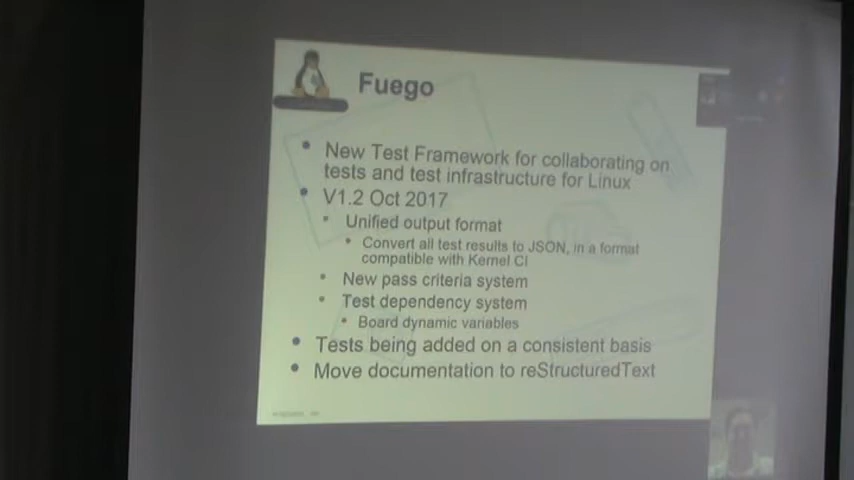 Fuego
New Test Framework for collaborating on
tests and test infrastructure for Linux
V1.2 Oct 2017
Unified output format
Convert all test results to JSON, in a format
compatible with Kernel CI
New pass criteria system
Test dependency system
Board dynamic variables
Tests being added on a consistent basis
Move documentation to reStructuredText